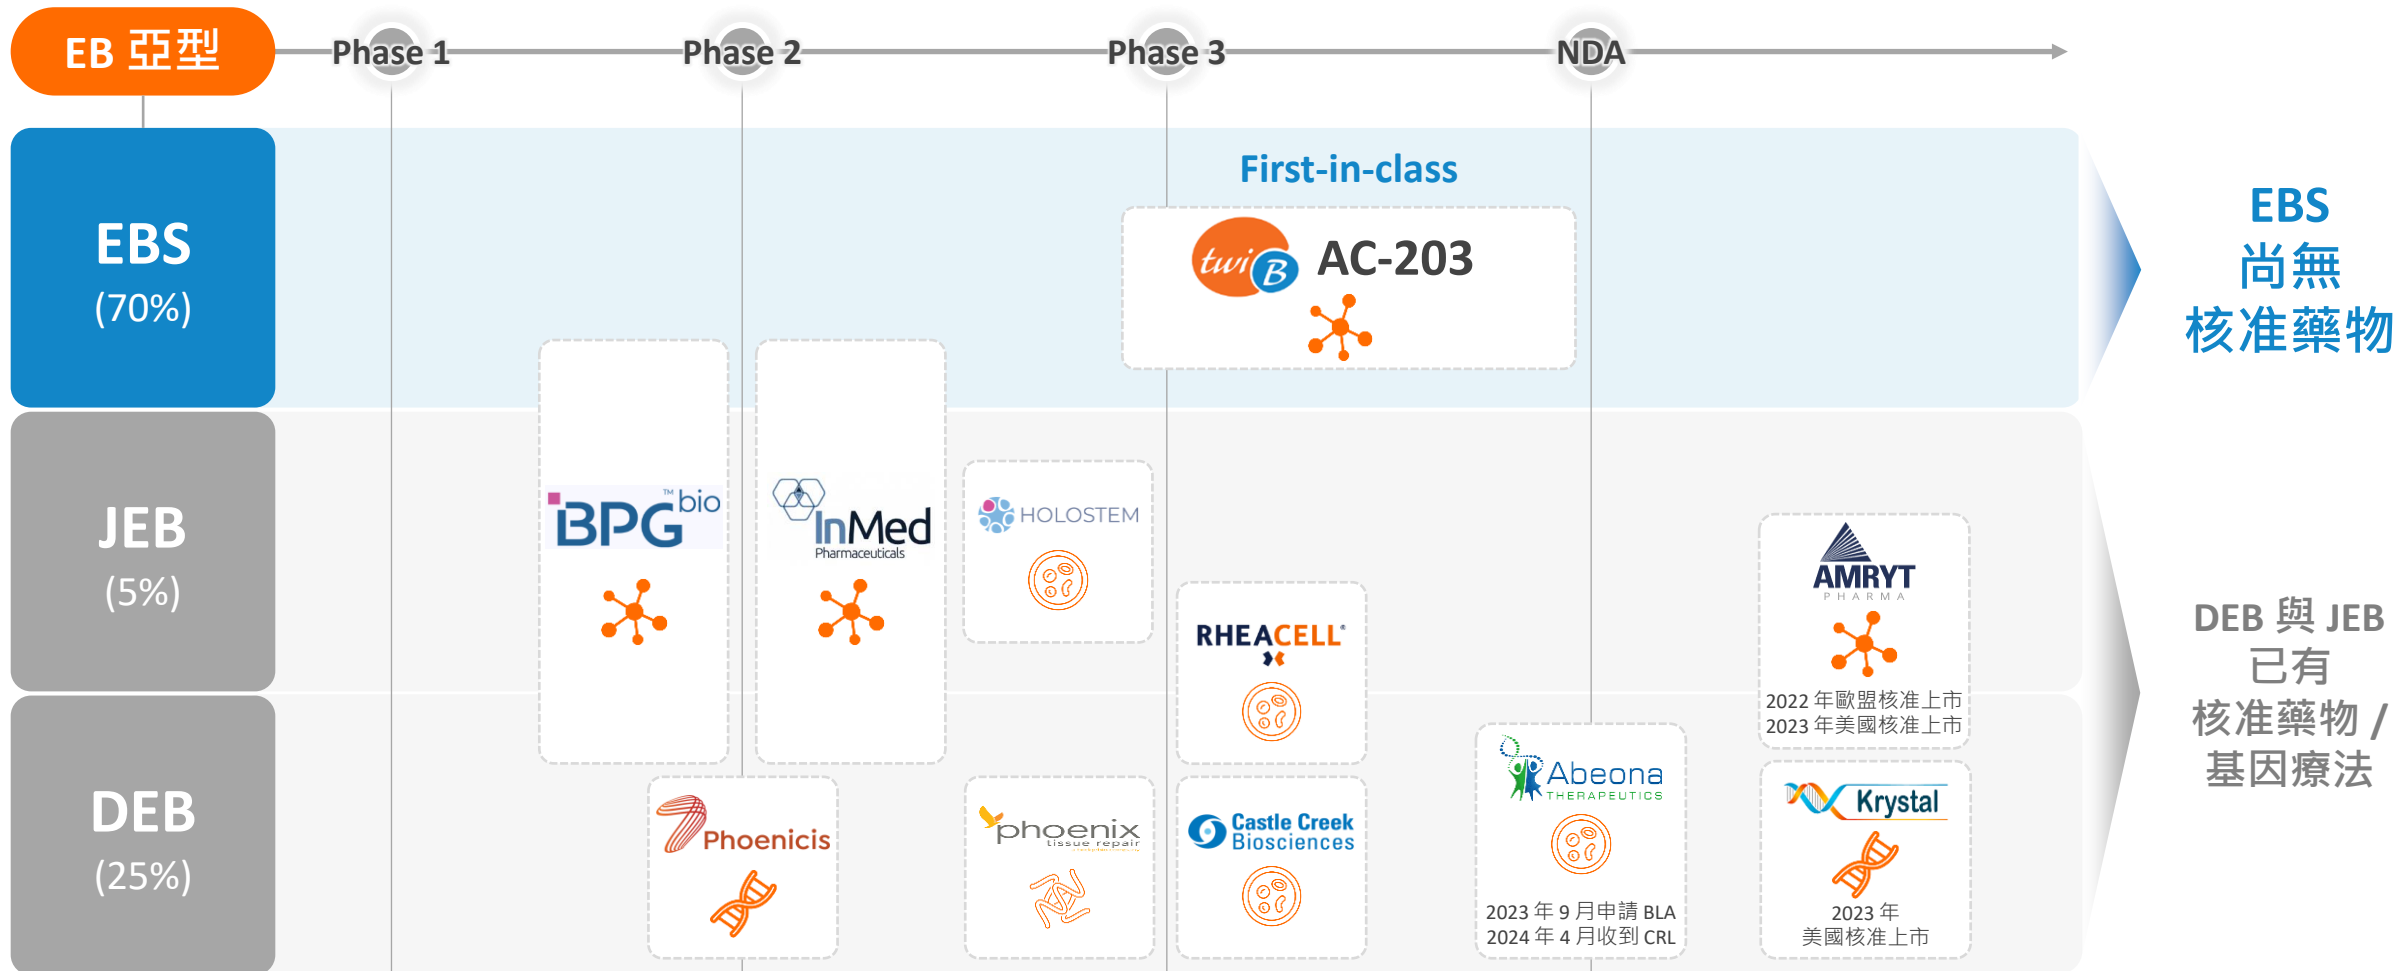 EB 亞型
Phase 1
Phase 2
Phase 3
NDA
EBS
(70%)
First-in-class
twi B
AC-203
EBS
尚無
核准藥物
JEB
(5%)
BPG™ bio
InMed
Pharmaceuticals
HOLOSTEM
RHEACELL®
AMRYT
PHARMA
2022 年歐盟核准上市
2023 年美國核准上市
DEB 與 JEB
已有
核准藥物 /
基因療法
DEB
(25%)
Phoenicis
phoenix
tissue repair
Castle Creek
Biosciences
Abeona
THERAPEUTICS
2023 年 9 月申請 BLA
2024 年 4 月收到 CRL
Krystal
2023 年
美國核准上市